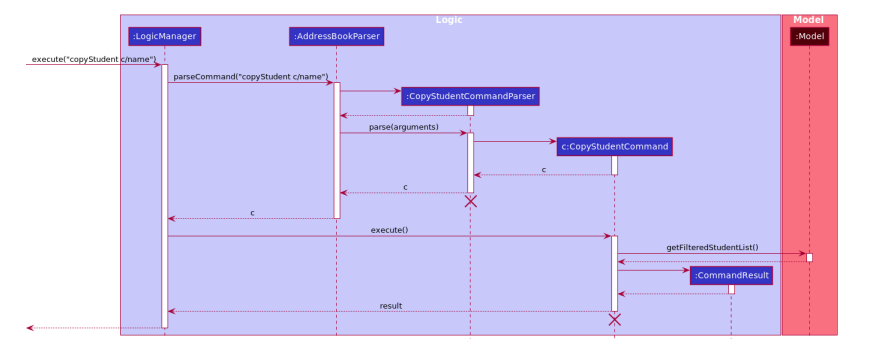 Logic
Model
:LogicManager
:AddressBookParser
:Model
execute("copyStudent c/name")
parseCommand("copyStudent c/name")
:CopyStudentCommandParser
parse(arguments)
c:CopyStudentCommand
c
c
c
execute()
getFilteredStudentList()
:CommandResult
result